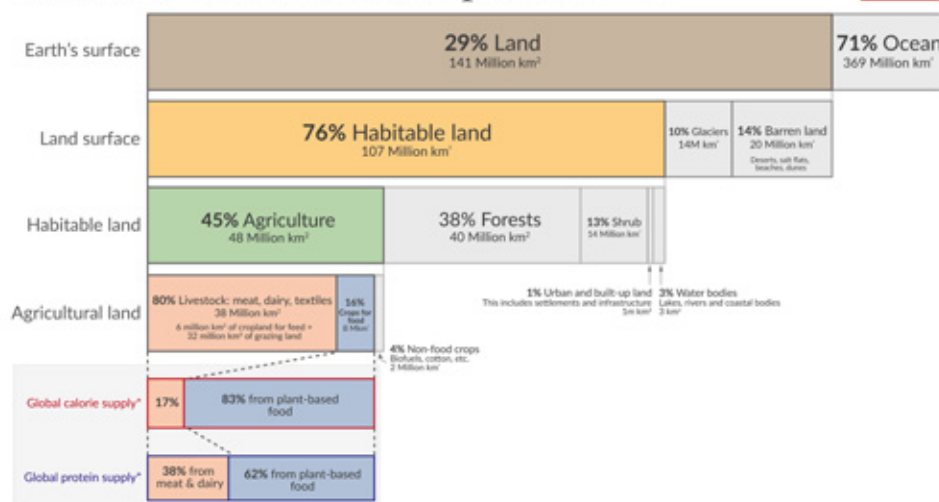 Earth's surface
29% Land
141 Million km²
71% Ocean
369 Million km²
Land surface
76% Habitable land
107 Million km²
10% Glaciers
14M km²
14% Barren land
20 Million km²
Deserts, salt flats,
beaches, dunes
Habitable land
45% Agriculture
48 Million km²
38% Forests
40 Million km²
13% Shrub
14 Million km²
1% Urban and built-up land
This includes settlements and infrastructure
1m km²
3% Water bodies
Lakes, rivers and coastal bodies
3 km²
Agricultural land
80% Livestock: meat, dairy, textiles
38 Million km²
6 million km² of cropland for feed +
32 million km² of grazing land
16%
Crops for
food
8 Mkm²
4% Non-food crops
Biofuels, cotton, etc.
2 Million km²
Global calorie supply*
17%
83% from plant-based
food
Global protein supply*
38% from
meat & dairy
62% from plant-based
food